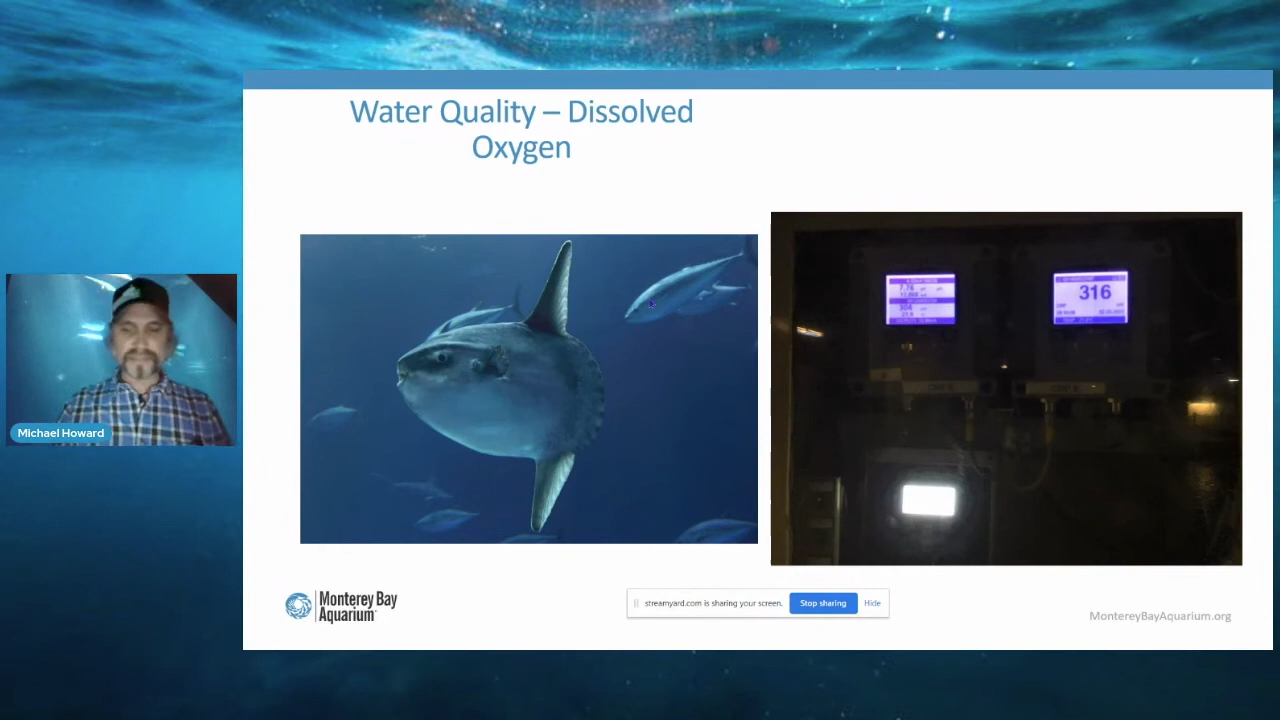 Water Quality – Dissolved
Oxygen
316
Michael Howard
Monterey Bay
Aquarium
streamyard.com is sharing your screen.
Stop sharing
Hide
MontereyBayAquarium.org